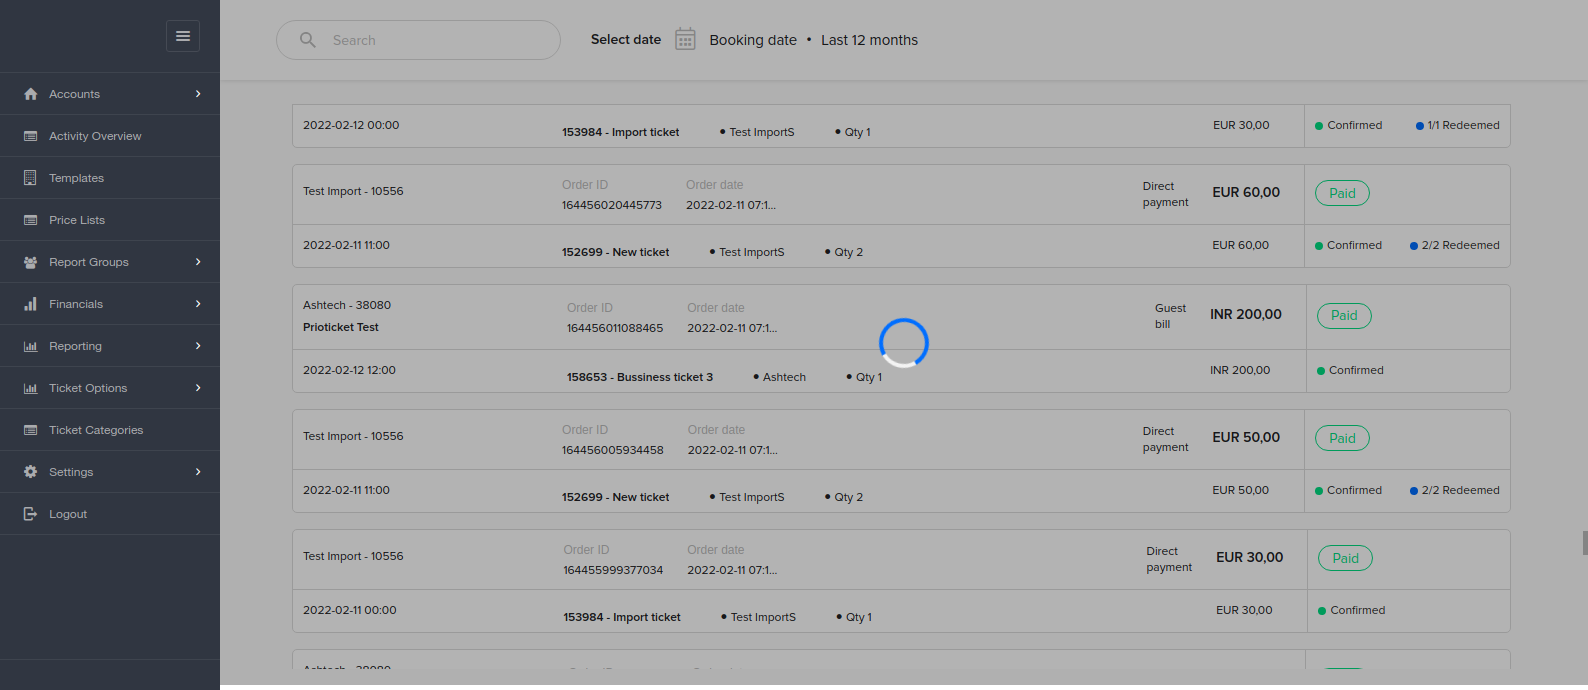 Search
Select date
Booking date • Last 12 months
Accounts
Activity Overview
Templates
Price Lists
Report Groups
Financials
Reporting
Ticket Options
Ticket Categories
Settings
Logout
2022-02-12 00:00 153984 - Import ticket • Test ImportS • Qty 1 EUR 30,00 Confirmed 1/1 Redeemed
Test Import - 10556 Order ID Order date Direct payment EUR 60,00 Paid
164456020445773 2022-02-11 07:1...
2022-02-11 11:00 152699 - New ticket • Test ImportS • Qty 2 EUR 60,00 Confirmed 2/2 Redeemed
Ashtech - 38080 Order ID Order date Guest bill INR 200,00 Paid
Prioticket Test 164456011088465 2022-02-11 07:1...
2022-02-12 12:00 158653 - Bussiness ticket 3 • Ashtech • Qty 1 INR 200,00 Confirmed
Test Import - 10556 Order ID Order date Direct payment EUR 50,00 Paid
164456005934458 2022-02-11 07:1...
2022-02-11 11:00 152699 - New ticket • Test ImportS • Qty 2 EUR 50,00 Confirmed 2/2 Redeemed
Test Import - 10556 Order ID Order date Direct payment EUR 30,00 Paid
164455999377034 2022-02-11 07:1...
2022-02-11 00:00 153984 - Import ticket • Test ImportS • Qty 1 EUR 30,00 Confirmed
Ashtech - 38080